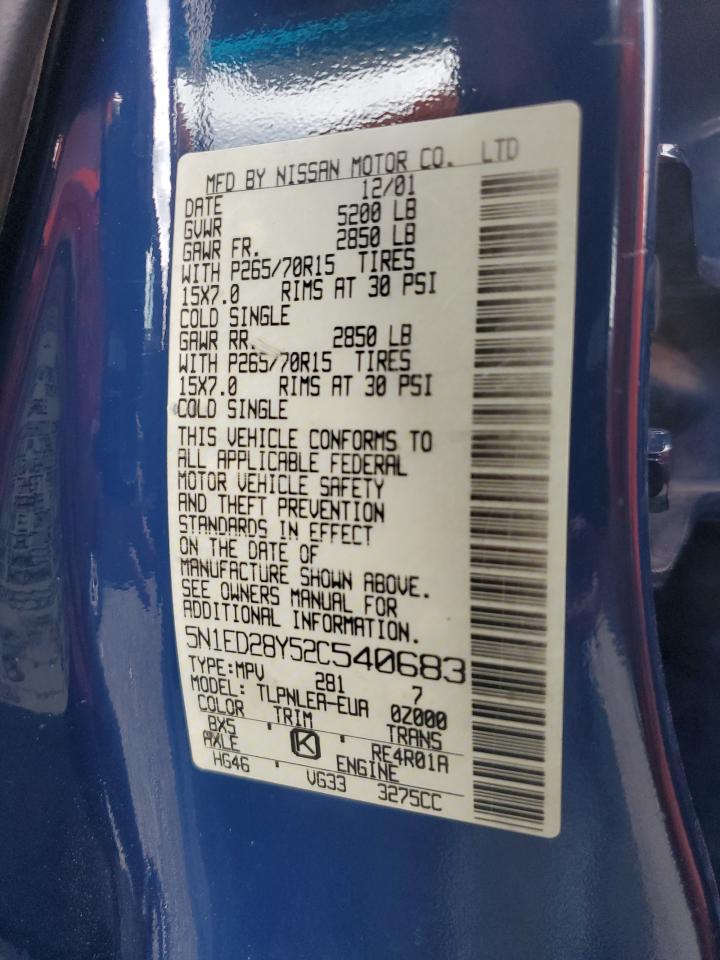 MFD BY NISSAN MOTOR CO. LTD
DATE 12/01
GVWR 5200 LB
GAWR FR. 2850 LB
WITH P265/70R15 TIRES
15X7.0 RIMS AT 30 PSI
COLD SINGLE
GAWR RR. 2850 LB
WITH P265/70R15 TIRES
15X7.0 RIMS AT 30 PSI
COLD SINGLE
THIS VEHICLE CONFORMS TO
ALL APPLICABLE FEDERAL
MOTOR VEHICLE SAFETY
AND THEFT PREVENTION
STANDARDS IN EFFECT
ON THE DATE OF
MANUFACTURE SHOWN ABOVE.
SEE OWNERS MANUAL FOR
ADDITIONAL INFORMATION.
5N1ED28Y52C540683
TYPE:MPV 281 7
MODEL: TLPNLEA-EUA 0Z000
COLOR TRIM TRANS
BX5 K RE4R01A
AXLE ENGINE
HG46 VG33 3275CC